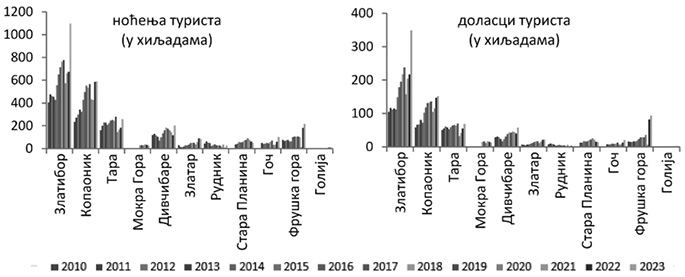 ноћења туриста
(у хиљадама)
1200
1000
800
600
400
200
0
Златибор
Копаоник
Тара
Мокра Гора
Дивчибаре
Златар
Рудник
Стара Планина
Гоч
Фрушка гора
Голија
доласци туриста
(у хиљадама)
400
300
200
100
0
Златибор
Копаоник
Тара
Мокра Гора
Дивчибаре
Златар
Рудник
Стара Планина
Гоч
Фрушка гора
Голија
2010 2011 2012 2013 2014 2015 2016 2017 2018 2019 2020 2021 2022 2023